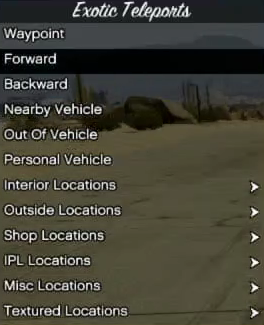 Exotic Teleports
Waypoint
Forward
Backward
Nearby Vehicle
Out Of Vehicle
Personal Vehicle
Interior Locations
Outside Locations
Shop Locations
IPL Locations
Misc Locations
Textured Locations